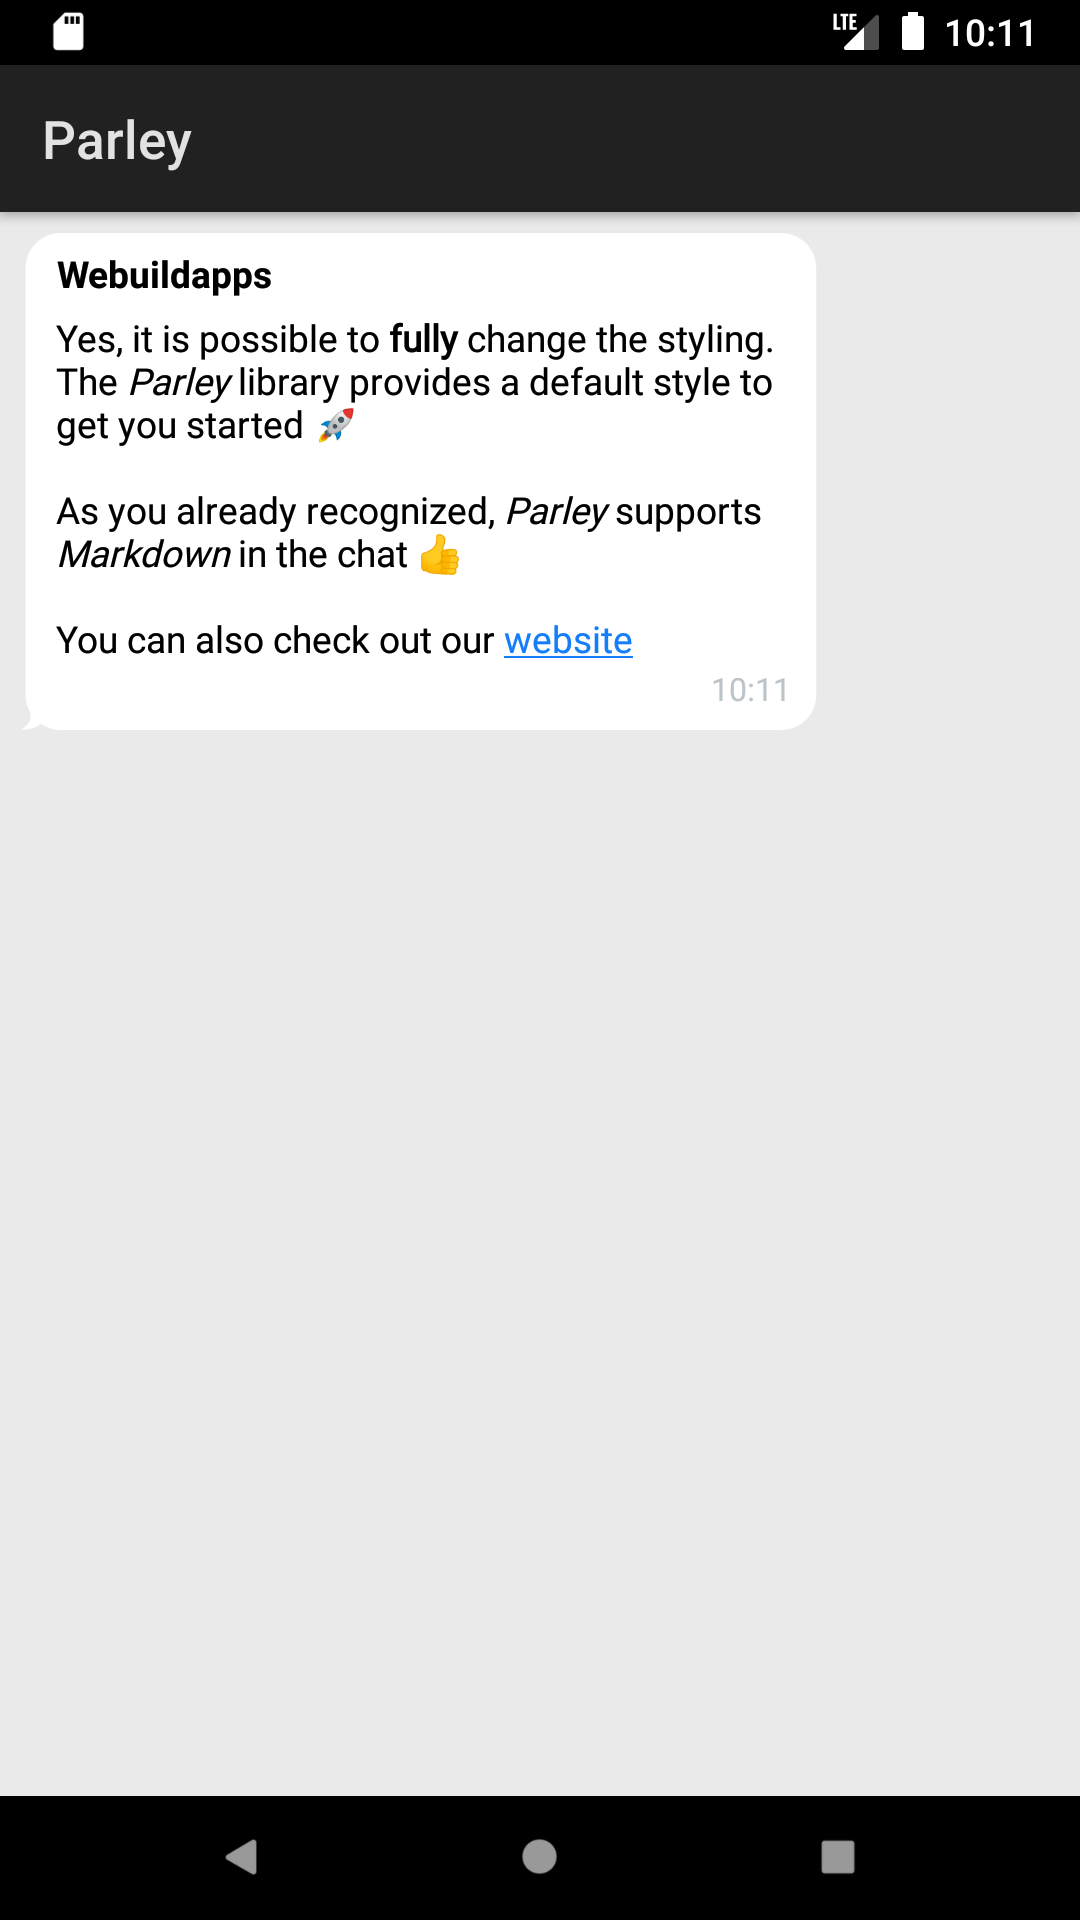 LTE 10:11
Parley
Webuildapps
Yes, it is possible to fully change the styling.
The Parley library provides a default style to
get you started 🚀
As you already recognized, Parley supports
Markdown in the chat 👍
You can also check out our website
10:11